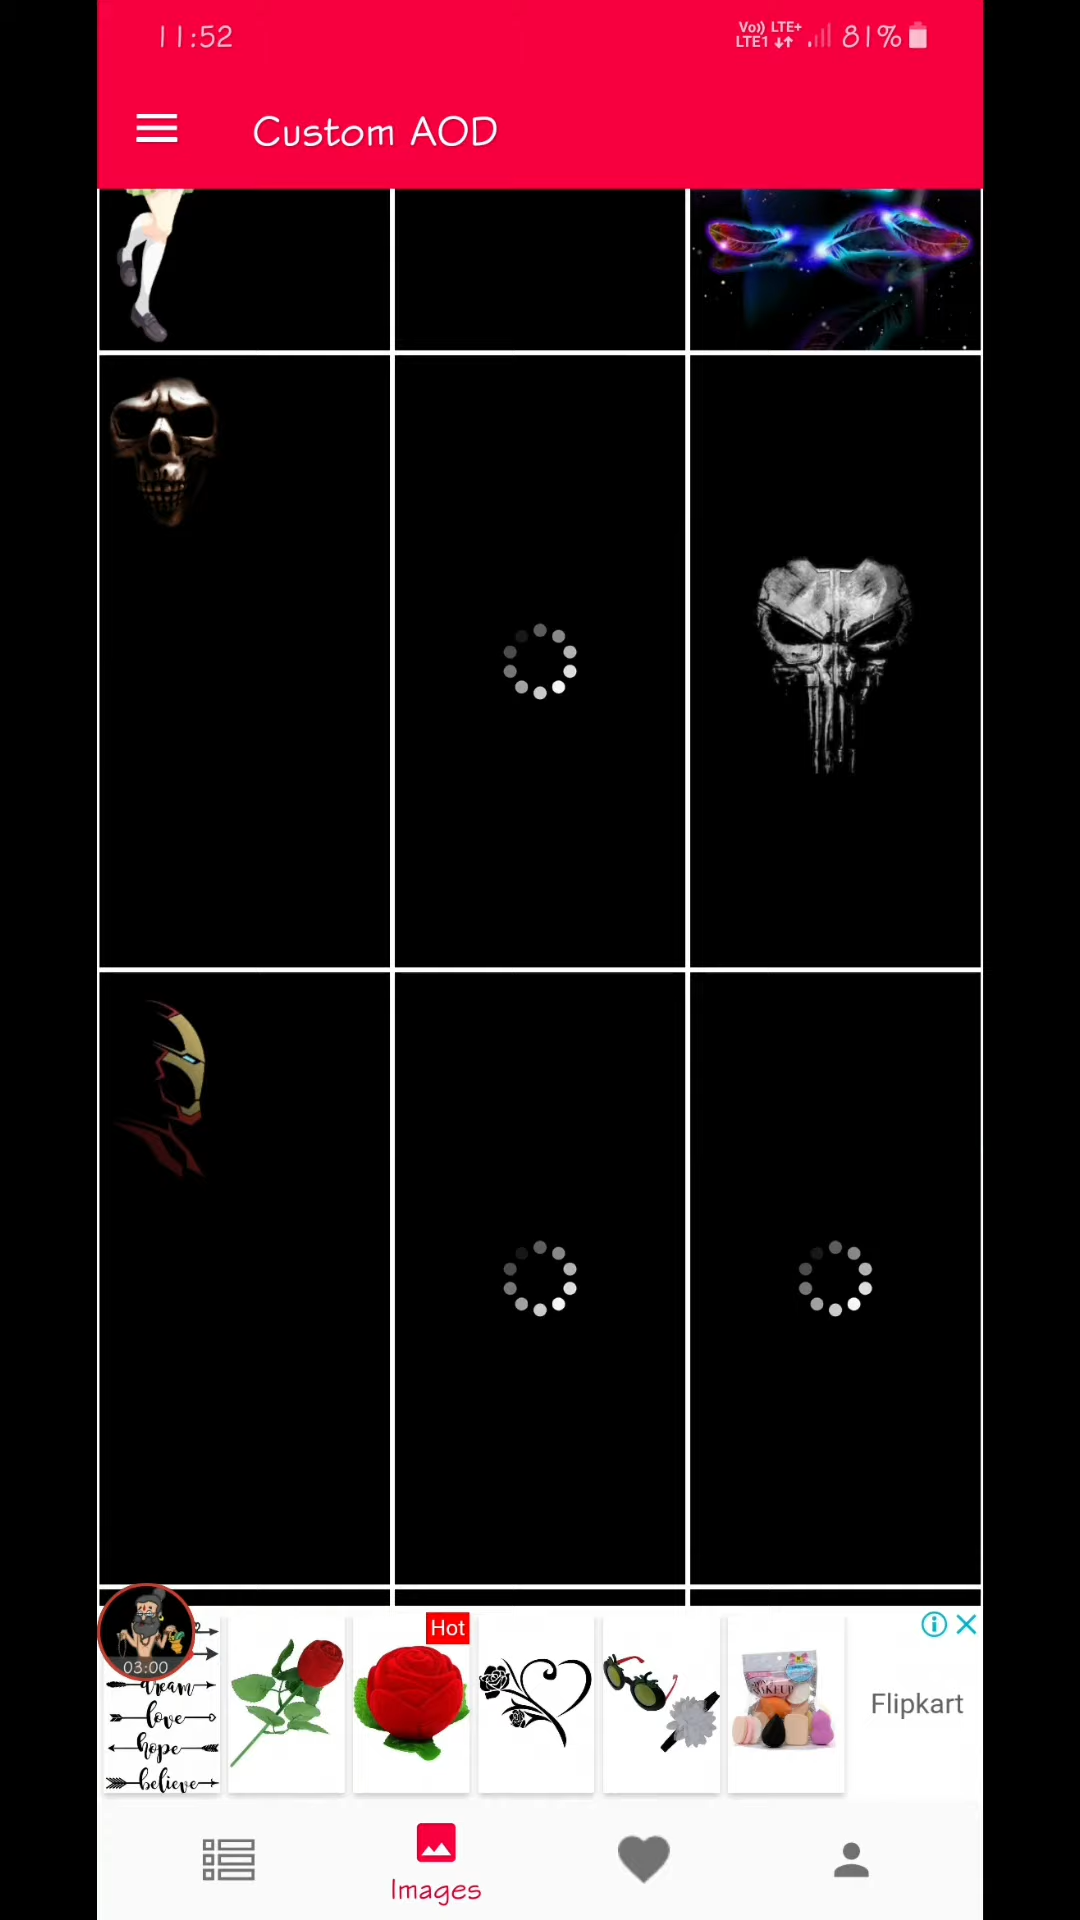 11:52
Vo)) LTE+
LTE1
81%
Custom AOD
Hot
03:00
dream
love
hope
believe
Flipkart
Images